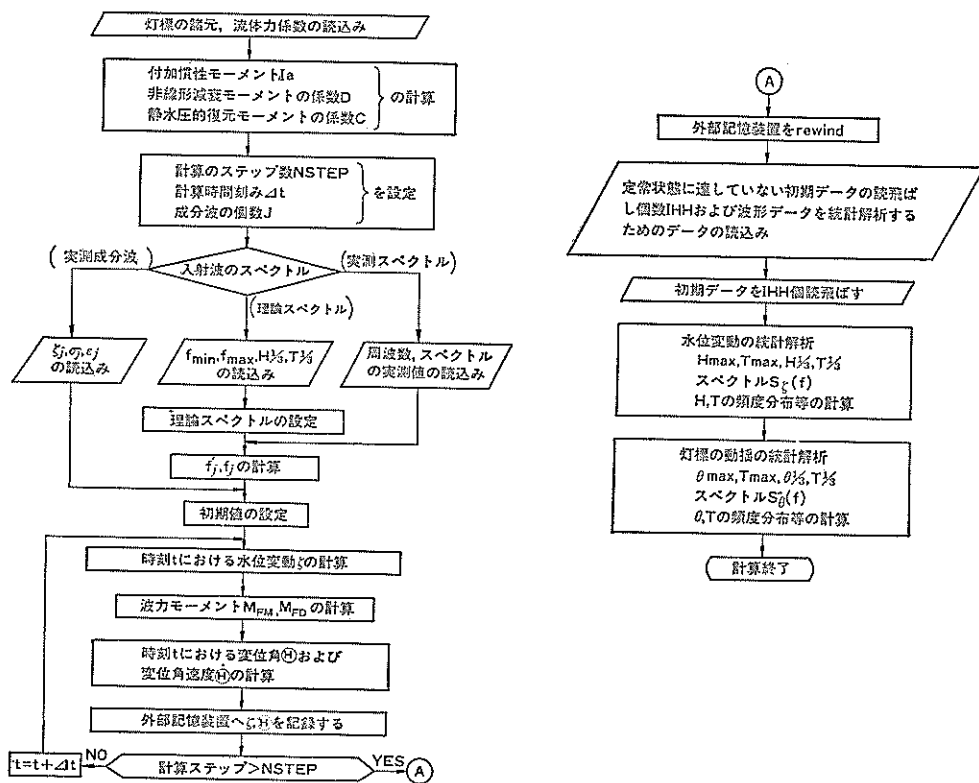 灯標の諸元，流体力係数の読込み
付加慣性モーメントIa
非線形減衰モーメントの係数D
静水圧的復元モーメントの係数C
の計算
計算のステップ数NSTEP
計算時間刻み⊿t
成分波の個数J
を設定
(実測成分波)
入射波のスペクトル
(実測スペクトル)
(理論スペクトル)
ζj,σj,εj
の読込み
fmin,fmax,H⅓,T⅓
の読込み
周波数,スペクトル
の実測値の読込み
理論スペクトルの設定
f'j,fjの計算
初期値の設定
時刻tにおける水位変動ζの計算
波力モーメントMFM,MFDの計算
時刻tにおける変位角Ⓗおよび
変位角速度Ⓗ̇の計算
外部記憶装置へζ,Ⓗを記録する
t=t+⊿t
NO
計算ステップ>NSTEP
YES
A
A
外部記憶装置をrewind
定常状態に達していない初期データの読飛ば
し個数IHHおよび波形データを統計解析する
ためのデータの読込み
初期データをIHH個読飛ばす
水位変動の統計解析
Hmax,Tmax,H⅓,T⅓
スペクトルSζ(f)
H,Tの頻度分布等の計算
灯標の動揺の統計解析
θmax,Tmax,θ⅓,T⅓
スペクトルSθ(f)
θ,Tの頻度分布等の計算
計算終了